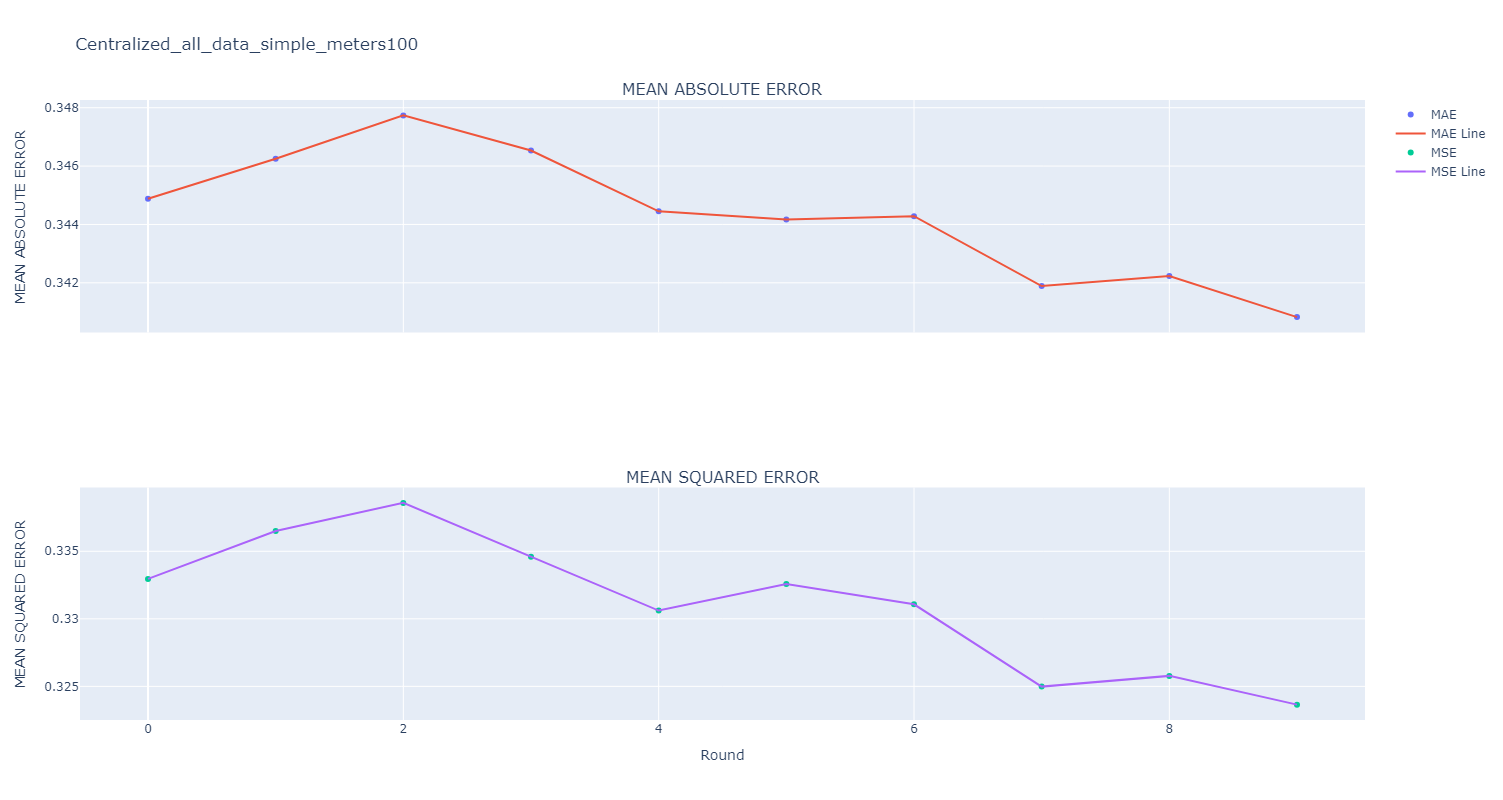 Centralized_all_data_simple_meters100
MEAN ABSOLUTE ERROR
MEAN ABSOLUTE ERROR
0.348
0.346
0.344
0.342
MAE
MAE Line
MSE
MSE Line
MEAN SQUARED ERROR
MEAN SQUARED ERROR
0.335
0.33
0.325
0 2 4 6 8
Round